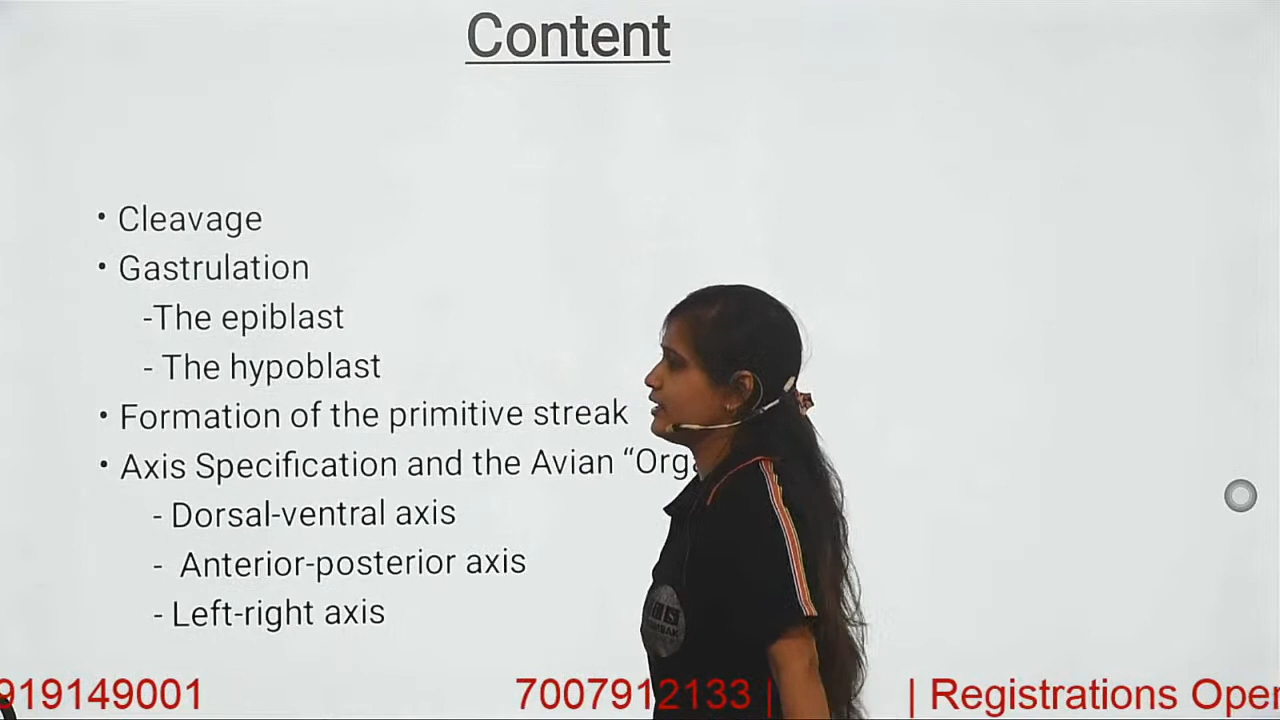 Content
• Cleavage
• Gastrulation
-The epiblast
- The hypoblast
• Formation of the primitive streak
• Axis Specification and the Avian “Orga
- Dorsal-ventral axis
- Anterior-posterior axis
- Left-right axis
919149001 7007912133 | | Registrations Oper